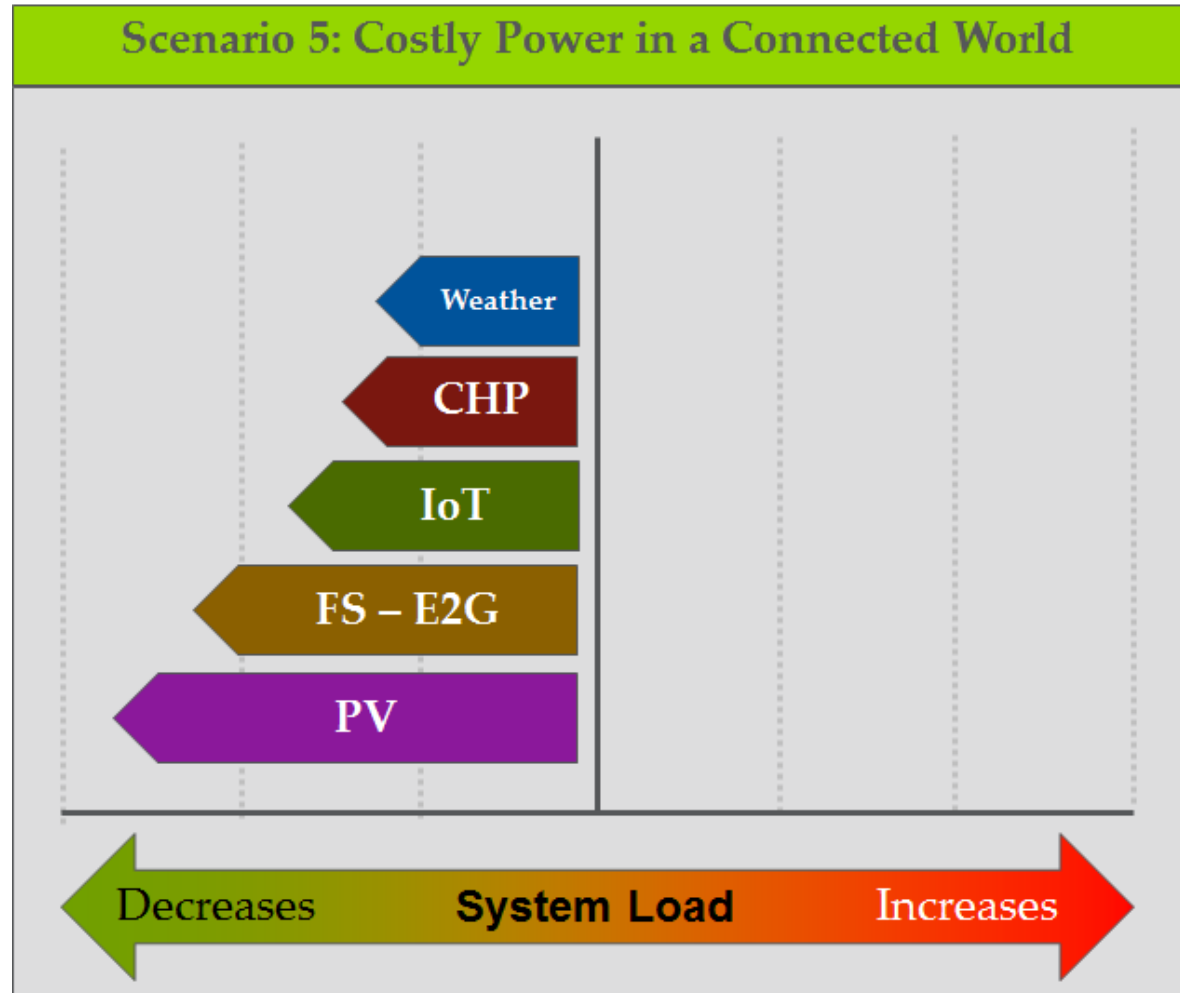 Scenario 5: Costly Power in a Connected World
Weather
CHP
IoT
FS – E2G
PV
Decreases System Load Increases